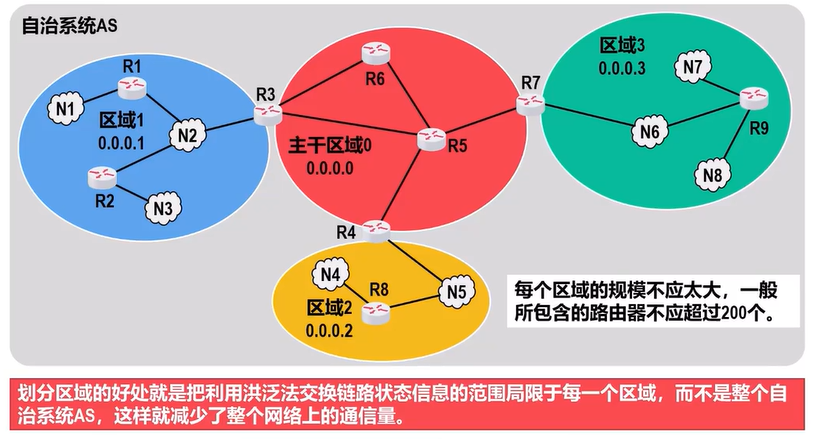 自治系统AS
R1
N1
区域1
0.0.0.1
N2
R2
N3
R3
R6
主干区域0
0.0.0.0
R5
R4
R7
区域3
0.0.0.3
N7
R9
N6
N8
N4
R8
N5
区域2
0.0.0.2
每个区域的规模不应太大，一般
所包含的路由器不应超过200个。
划分区域的好处就是把利用洪泛法交换链路状态信息的范围局限于每一个区域，而不是整个自
治系统AS，这样就减少了整个网络上的通信量。